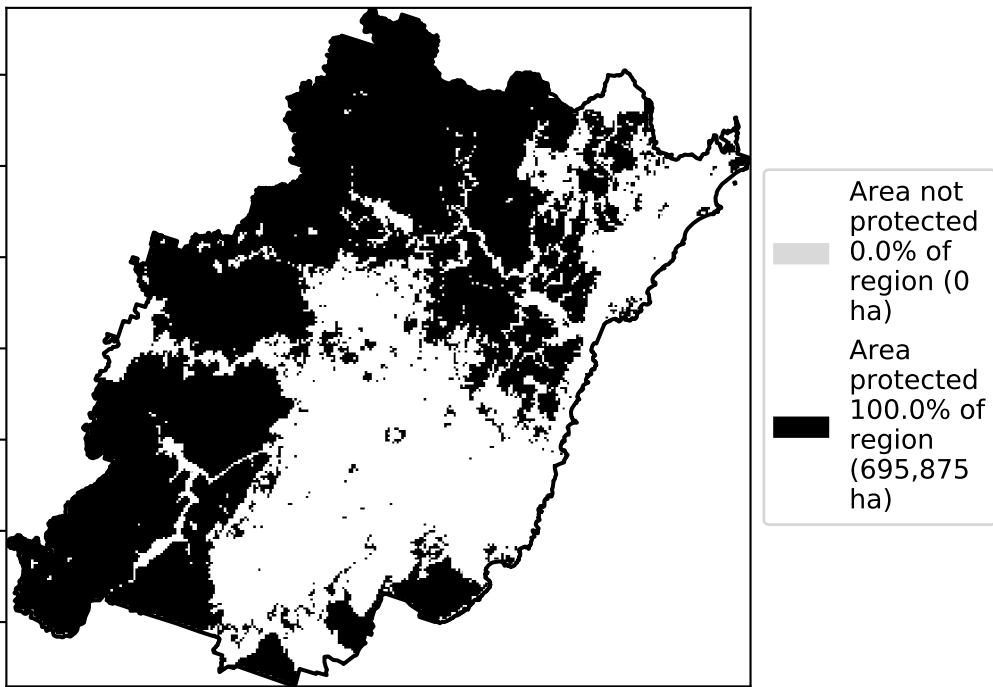 Area not
protected
0.0% of
region (0
ha)
Area
protected
100.0% of
region
(695,875
ha)